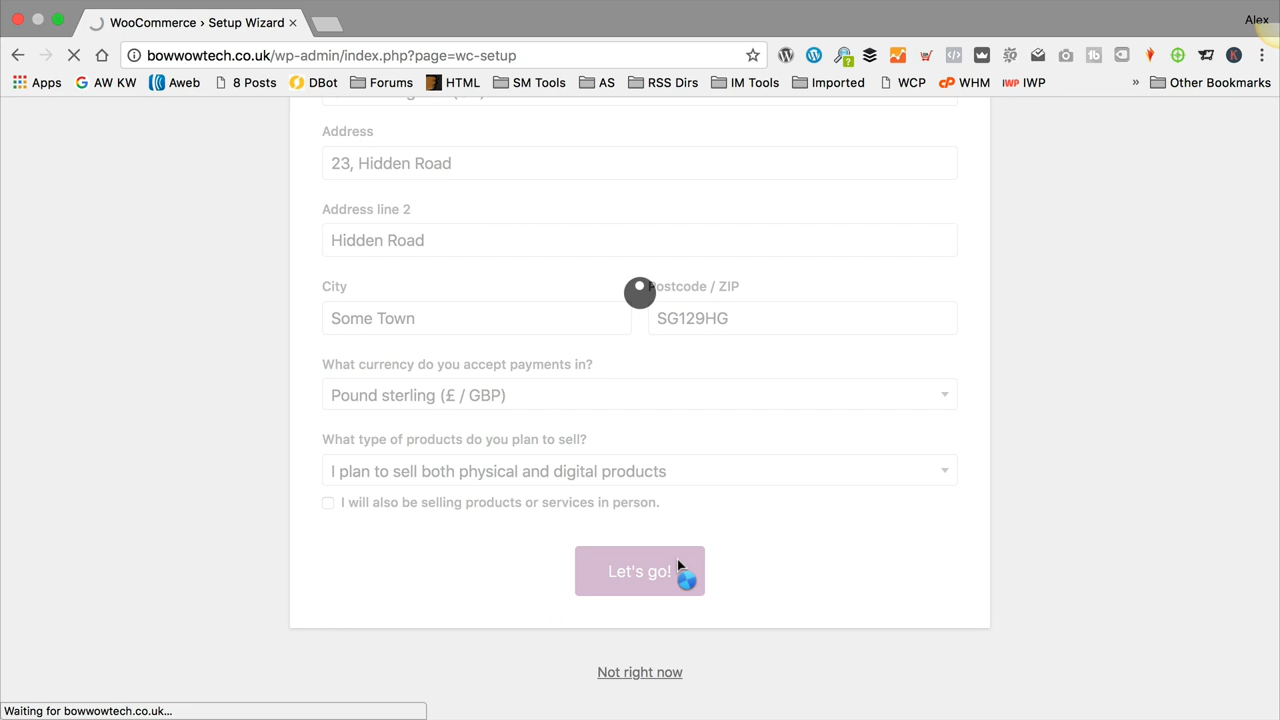 WooCommerce › Setup Wizard ×
Alex
bowwowtech.co.uk/wp-admin/index.php?page=wc-setup
Apps AW KW Aweb 8 Posts DBot Forums HTML SM Tools AS RSS Dirs IM Tools Imported WCP WHM IWP IWP » Other Bookmarks
Address
23, Hidden Road
Address line 2
Hidden Road
City Postcode / ZIP
Some Town SG129HG
What currency do you accept payments in?
Pound sterling (£ / GBP)
What type of products do you plan to sell?
I plan to sell both physical and digital products
I will also be selling products or services in person.
Let's go!
Not right now
Waiting for bowwowtech.co.uk...